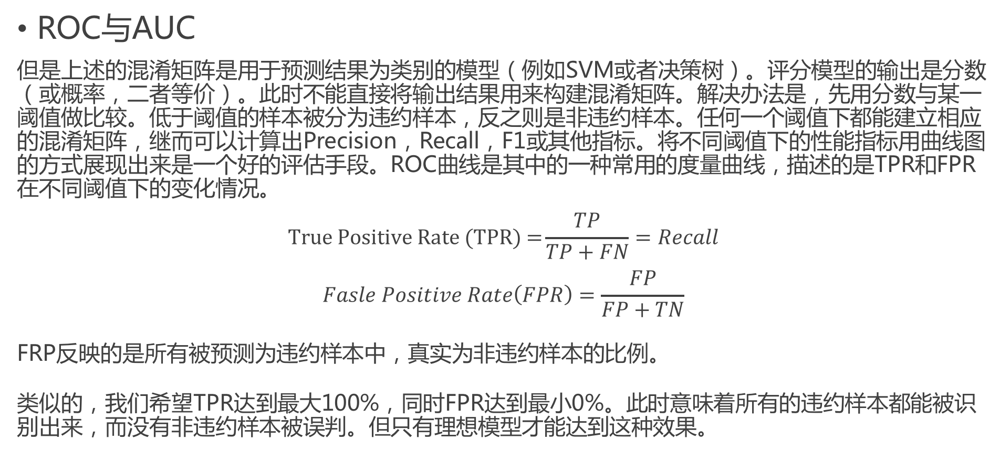 • ROC与AUC
但是上述的混淆矩阵是用于预测结果为类别的模型（例如SVM或者决策树）。评分模型的输出是分数
（或概率，二者等价）。此时不能直接将输出结果用来构建混淆矩阵。解决办法是，先用分数与某一
阈值做比较。低于阈值的样本被分为违约样本，反之则是非违约样本。任何一个阈值下都能建立相应
的混淆矩阵，继而可以计算出Precision，Recall，F1或其他指标。将不同阈值下的性能指标用曲线图
的方式展现出来是一个好的评估手段。ROC曲线是其中的一种常用的度量曲线，描述的是TPR和FPR
在不同阈值下的变化情况。
True Positive Rate (TPR) = TP / (TP + FN) = Recall
Fasle Positive Rate(FPR) = FP / (FP + TN)
FRP反映的是所有被预测为违约样本中，真实为非违约样本的比例。
类似的，我们希望TPR达到最大100%，同时FPR达到最小0%。此时意味着所有的违约样本都能被识
别出来，而没有非违约样本被误判。但只有理想模型才能达到这种效果。